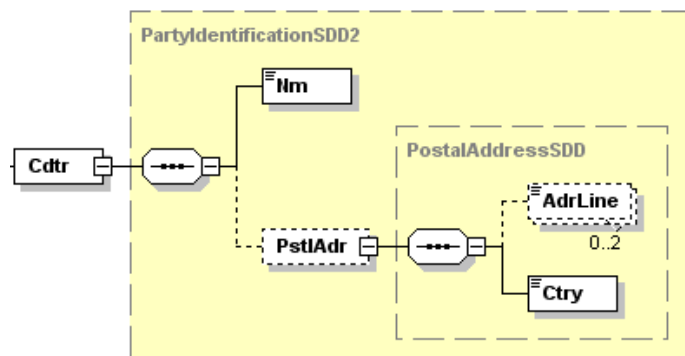 PartyIdentificationSDD2
Nm
Cdtr
PostalAddressSDD
AdrLine
0..2
PstlAdr
Ctry